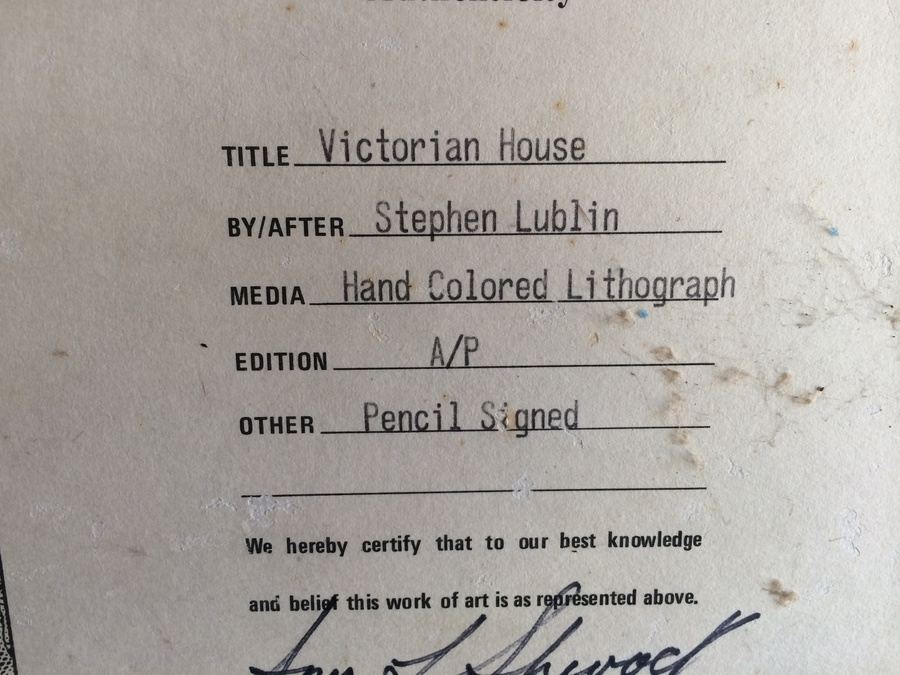 TITLE Victorian House
BY/AFTER Stephen Lublin
MEDIA Hand Colored Lithograph
EDITION A/P
OTHER Pencil Signed
We hereby certify that to our best knowledge
and belief this work of art is as represented above.